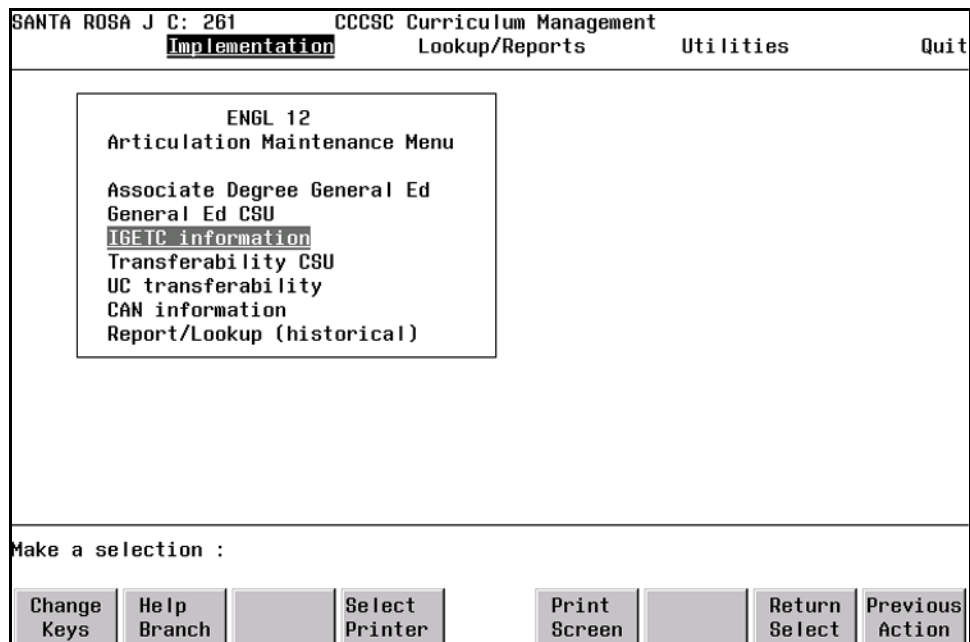 SANTA ROSA J C: 261 CCCSC Curriculum Management
Implementation Lookup/Reports Utilities Quit
ENGL 12
Articulation Maintenance Menu
Associate Degree General Ed
General Ed CSU
IGETC information
Transferability CSU
UC transferability
CAN information
Report/Lookup (historical)
Make a selection :
Change Help Select Print Return Previous
Keys Branch Printer Screen Select Action